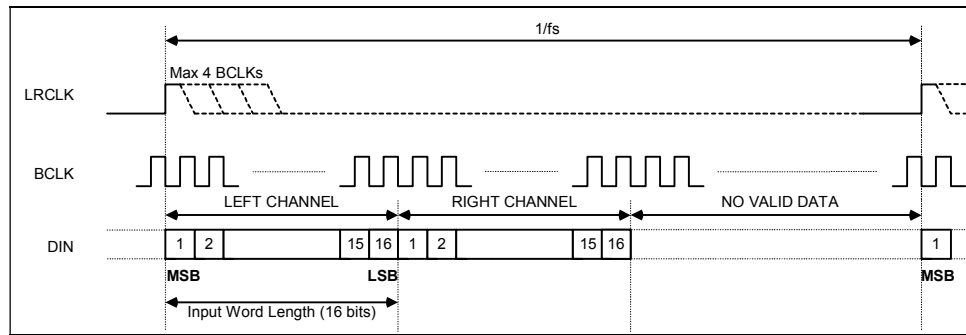 1/fs
Max 4 BCLKs
LRCLK
BCLK
LEFT CHANNEL RIGHT CHANNEL NO VALID DATA
DIN 1 2 15 16 1 2 15 16 1
MSB LSB MSB
Input Word Length (16 bits)